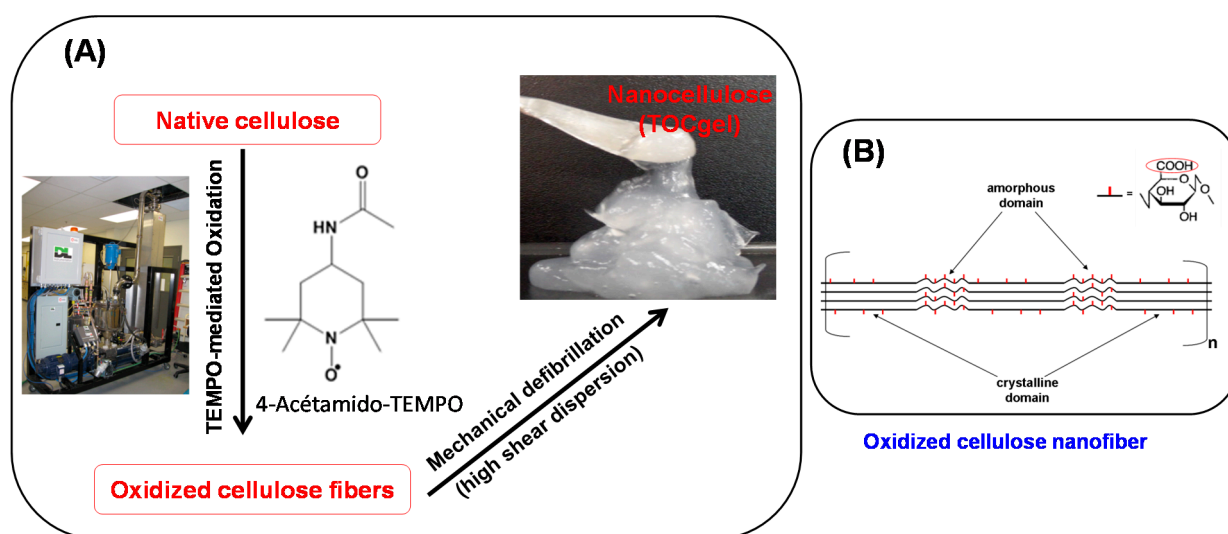 (A)
Native cellulose
TEMPO-mediated Oxidation
O
HN
N
O•
4-Acétamido-TEMPO
Oxidized cellulose fibers
Mechanical defibrillation
(high shear dispersion)
Nanocellulose
(TOCgel)
(B)
amorphous
domain
=
COOH
O
O
OH
OH
crystalline
domain
n
Oxidized cellulose nanofiber